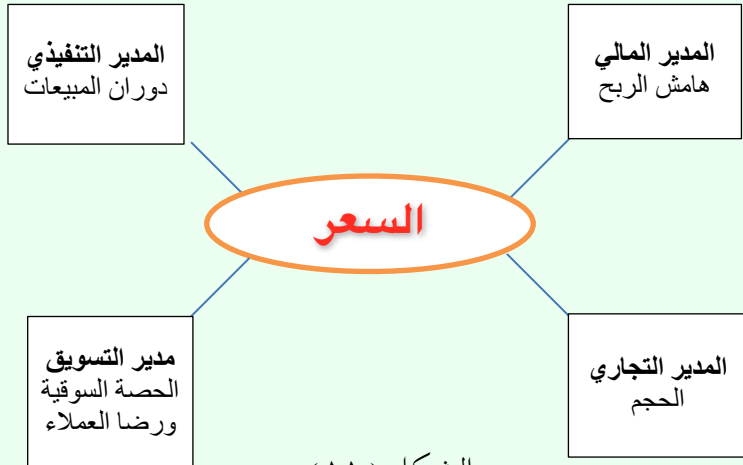 المدير المالي
هامش الربح
المدير التنفيذي
دوران المبيعات
السعر
المدير التجاري
الحجم
مدير التسويق
الحصة السوقية
ورضا العملاء